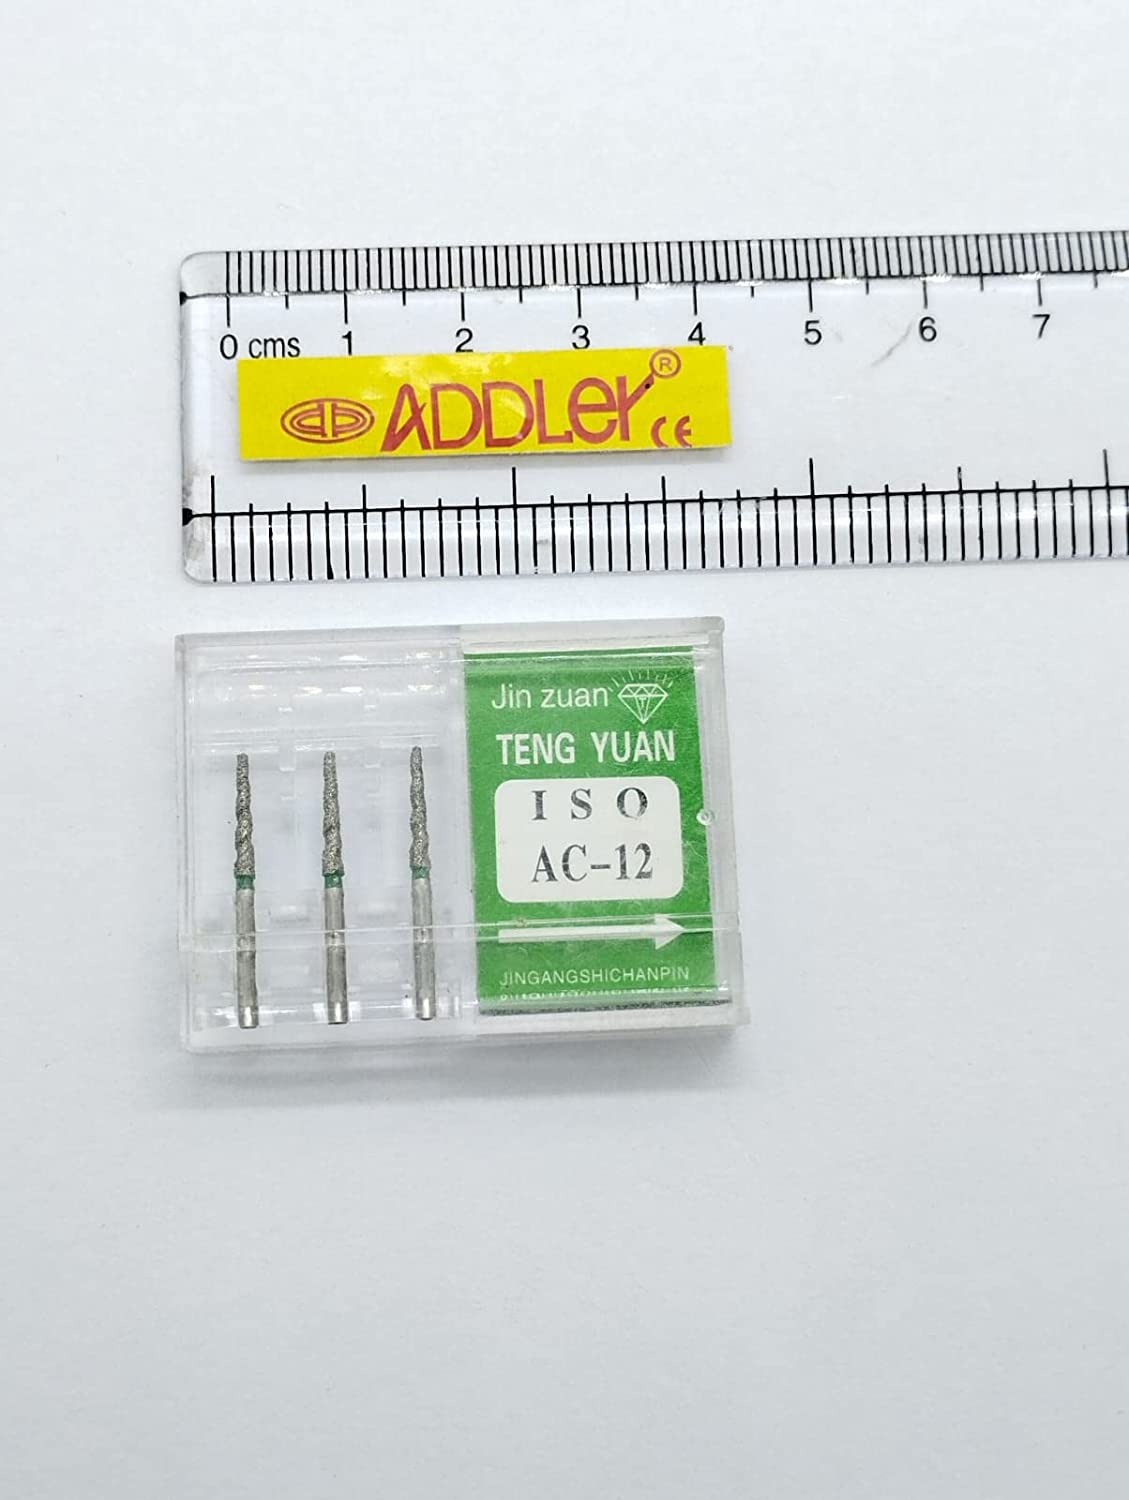 0 cms 1 2 3 4 5 6 7
ADDLER®
CE
Jin zuan
TENG YUAN
ISO
AC-12
JINGANGSHICHANPIN